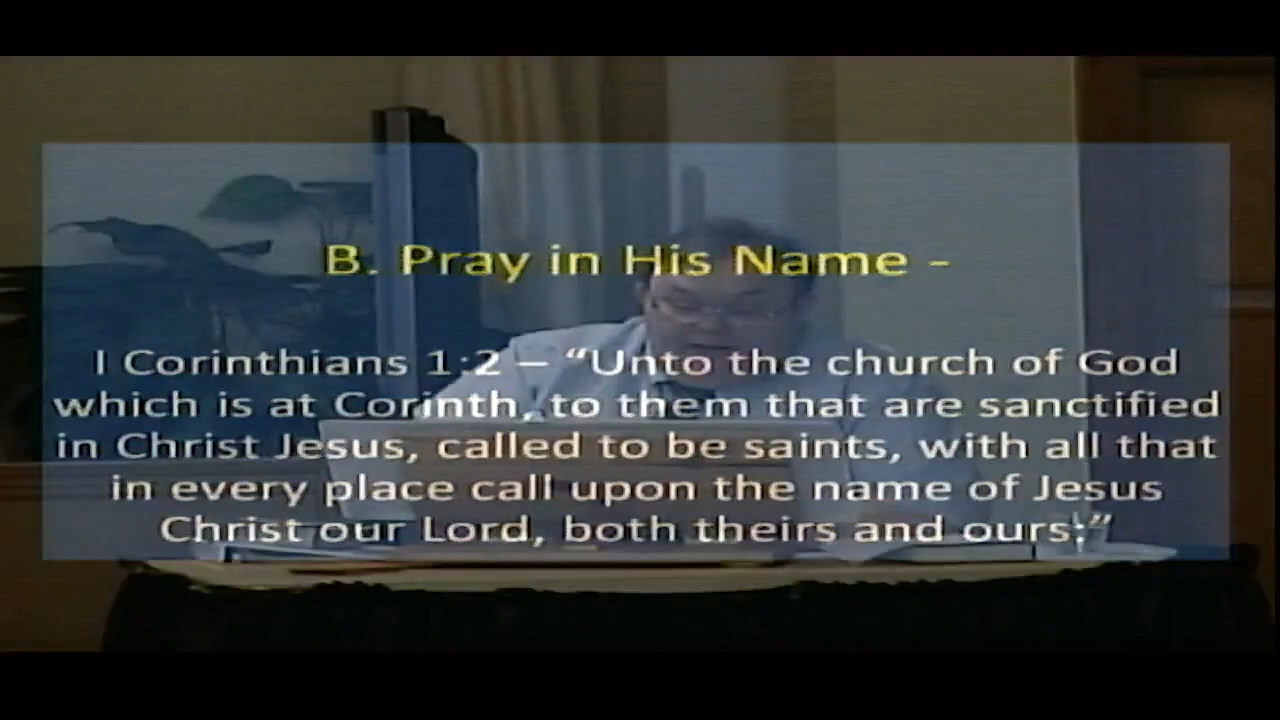 B. Pray in His Name -
I Corinthians 1:2 – “Unto the church of God
which is at Corinth, to them that are sanctified
in Christ Jesus, called to be saints, with all that
in every place call upon the name of Jesus
Christ our Lord, both theirs and ours:”